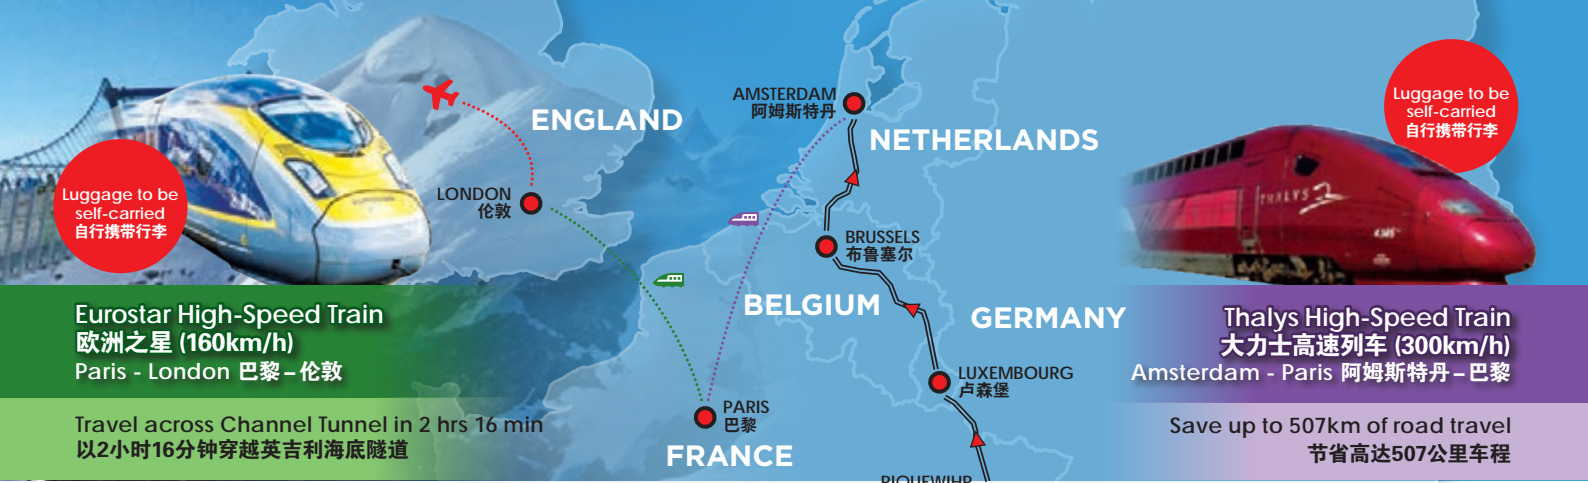 Luggage to be
self-carried
自行携带行李
Eurostar High-Speed Train
欧洲之星 (160km/h)
Paris - London 巴黎–伦敦
Travel across Channel Tunnel in 2 hrs 16 min
以2小时16分钟穿越英吉利海底隧道
ENGLAND
LONDON
伦敦
AMSTERDAM
阿姆斯特丹
NETHERLANDS
BRUSSELS
布鲁塞尔
BELGIUM
GERMANY
LUXEMBOURG
卢森堡
PARIS
巴黎
FRANCE
RIQUEWIHR
Luggage to be
self-carried
自行携带行李
THALYS
4345
Thalys High-Speed Train
大力士高速列车 (300km/h)
Amsterdam - Paris 阿姆斯特丹–巴黎
Save up to 507km of road travel
节省高达507公里车程